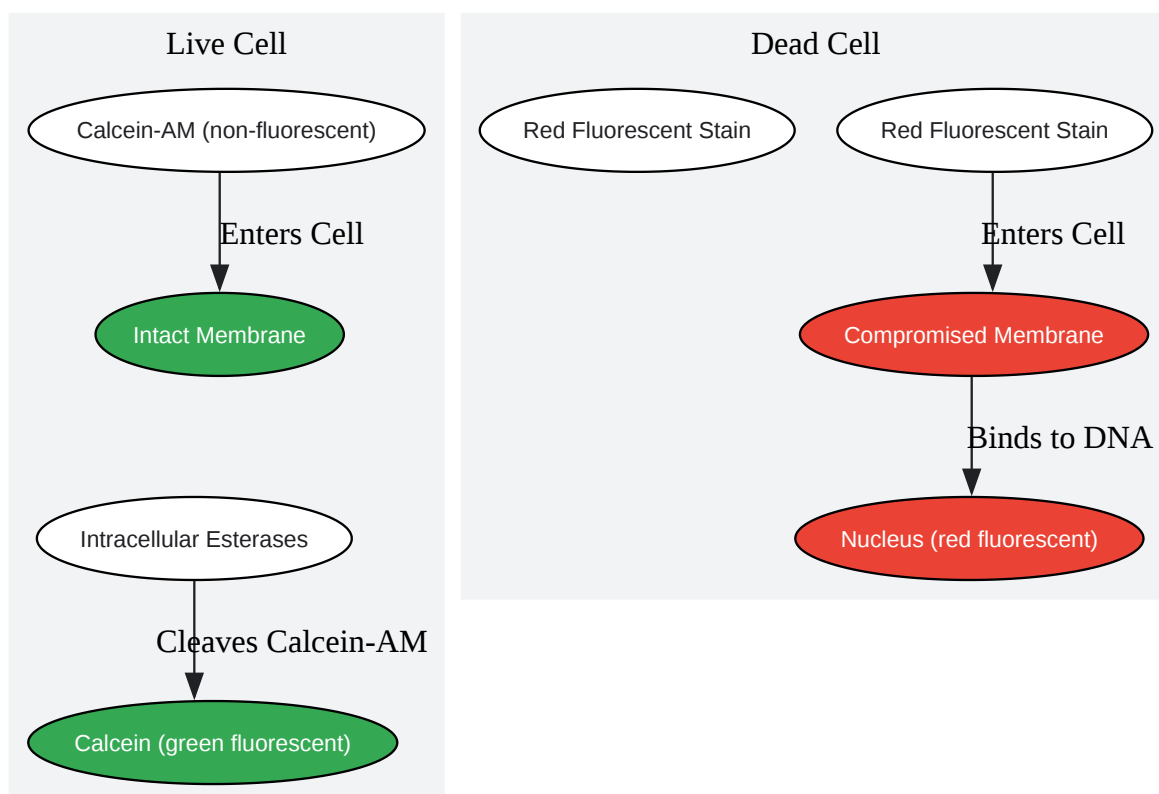 Live Cell
Calcein-AM (non-fluorescent)
Enters Cell
Intact Membrane
Intracellular Esterases
Cleaves Calcein-AM
Calcein (green fluorescent)
Dead Cell
Red Fluorescent Stain
Red Fluorescent Stain
Enters Cell
Compromised Membrane
Binds to DNA
Nucleus (red fluorescent)